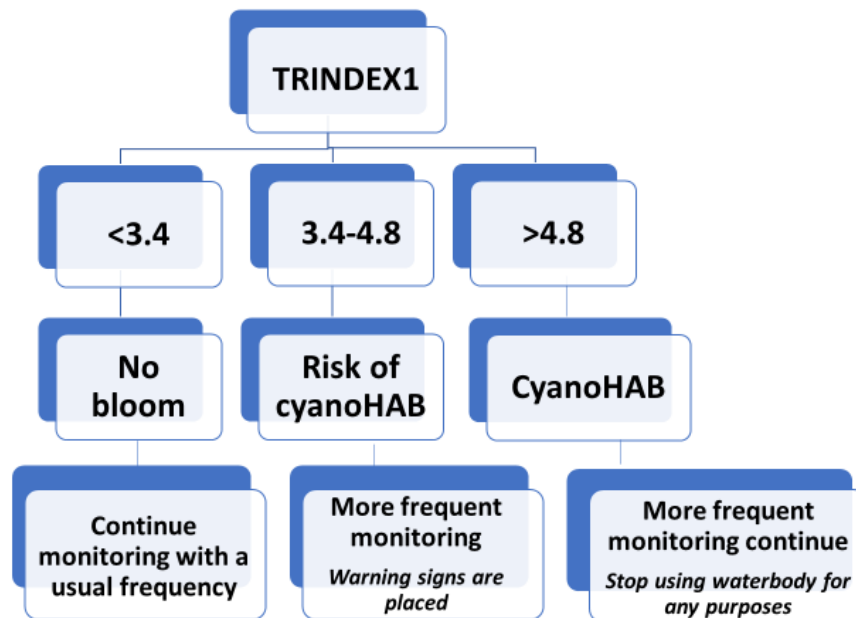 TRINDEX1
<3.4
3.4-4.8
>4.8
No
bloom
Risk of
cyanoHAB
CyanoHAB
Continue
monitoring with a
usual frequency
More frequent
monitoring
Warning signs are
placed
More frequent
monitoring continue
Stop using waterbody for
any purposes